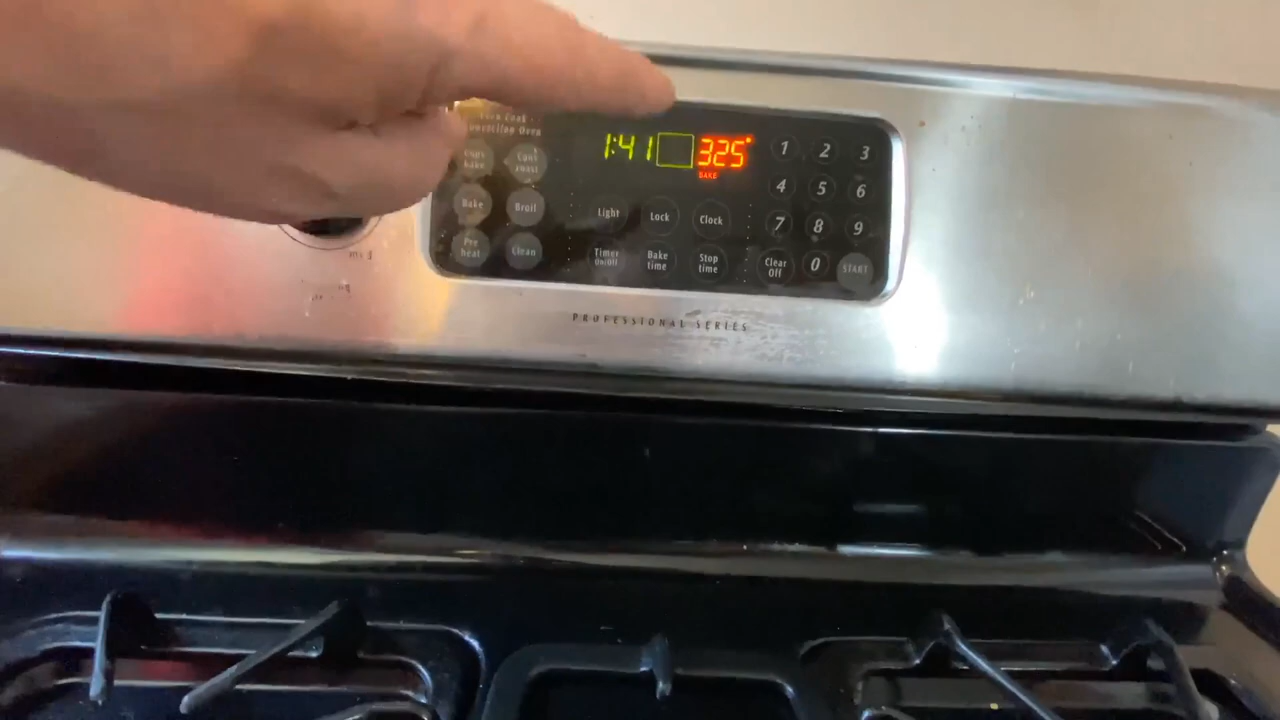 1:41 325°
BAKE
1 2 3
Bake Broil
4 5 6
Light Lock Clock
7 8 9
Pre heat Clean
Timer On/Off Bake time Stop time
Clear Off 0 START
PROFESSIONAL SERIES